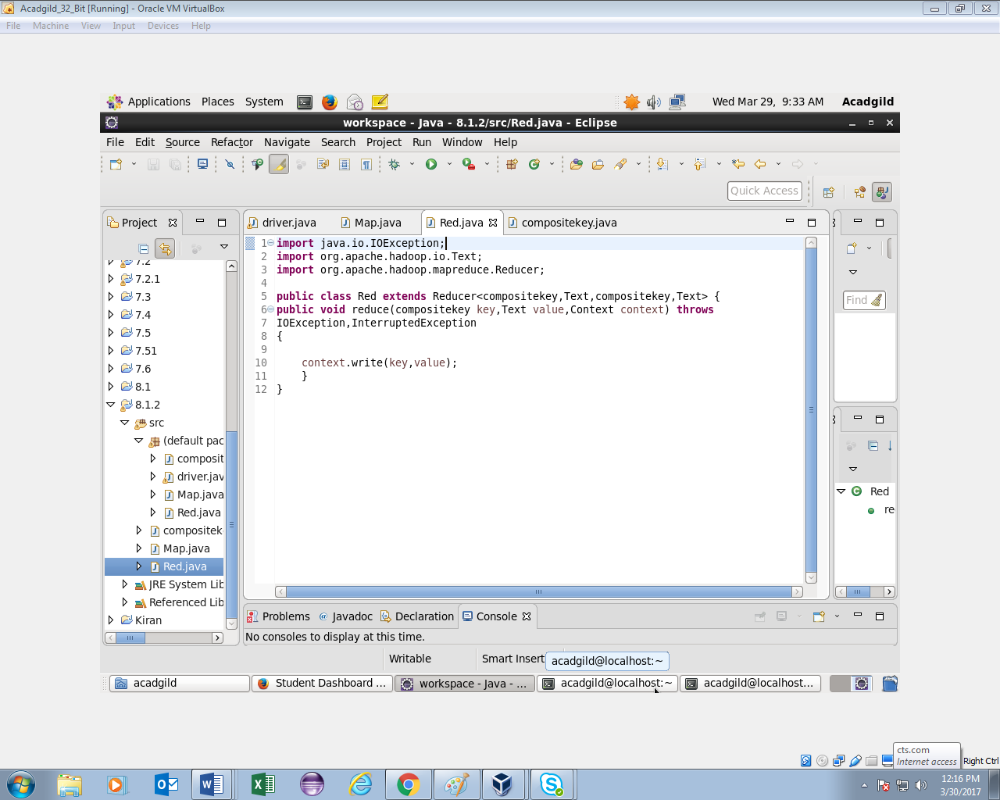 Acadgild_32_Bit [Running] - Oracle VM VirtualBox
File Machine View Input Devices Help
Applications Places System Wed Mar 29, 9:33 AM Acadgild
workspace - Java - 8.1.2/src/Red.java - Eclipse
File Edit Source Refactor Navigate Search Project Run Window Help
Quick Access
Project
driver.java Map.java Red.java compositekey.java
7.2
7.2.1
7.3
7.4
7.5
7.51
7.6
8.1
8.1.2
src
(default pac
composit
driver.jav
Map.java
Red.java
compositek
Map.java
Red.java
JRE System Lib
Referenced Lib
Kiran
1 import java.io.IOException;
2 import org.apache.hadoop.io.Text;
3 import org.apache.hadoop.mapreduce.Reducer;
4
5 public class Red extends Reducer<compositekey,Text,compositekey,Text> {
6 public void reduce(compositekey key,Text value,Context context) throws
7 IOException,InterruptedException
8 {
9
10 context.write(key,value);
11 }
12 }
Find
Red
re
Problems @ Javadoc Declaration Console
No consoles to display at this time.
Writable Smart Insert
acadgild@localhost:~
acadgild Student Dashboard ... workspace - Java - ... acadgild@localhost:~ acadgild@localhost...
cts.com
Internet access
Right Ctrl
12:16 PM
3/30/2017